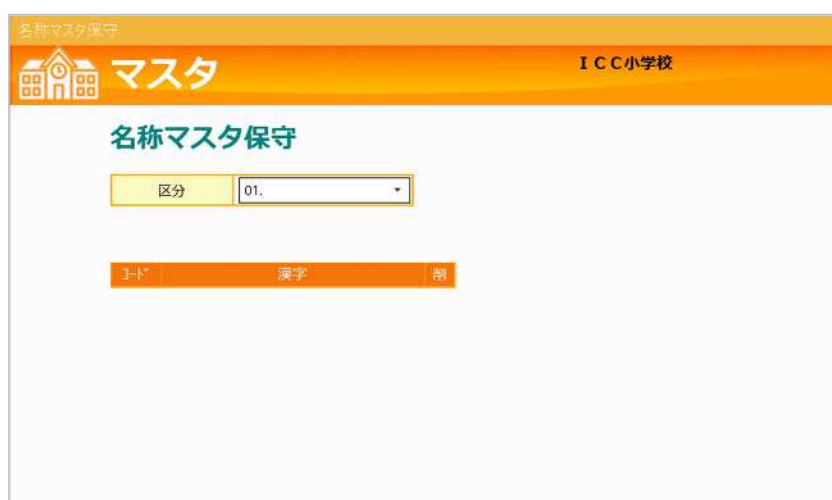 名称マスタ保守
マスタ
ＩＣＣ小学校
名称マスタ保守
区分 01.
ｺｰﾄﾞ 漢字 削